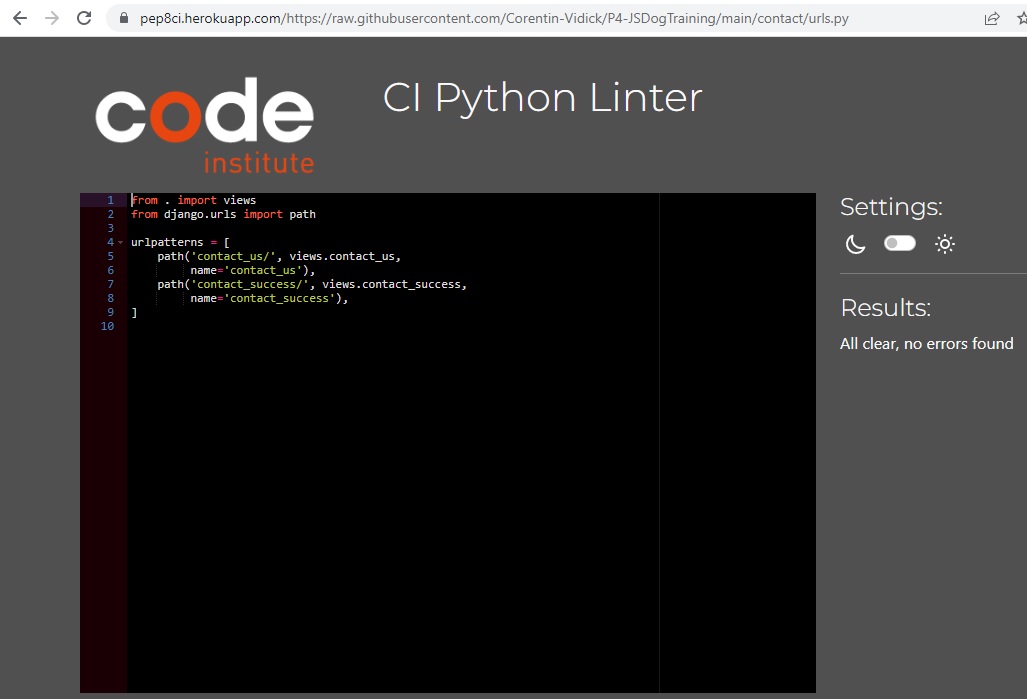 pep8ci.herokuapp.com/https://raw.githubusercontent.com/Corentin-Vidick/P4-JSDogTraining/main/contact/urls.py
code
institute
CI Python Linter
1 from . import views
2 from django.urls import path
3
4 urlpatterns = [
5     path('contact_us/', views.contact_us,
6          name='contact_us'),
7     path('contact_success/', views.contact_success,
8          name='contact_success'),
9 ]
10
Settings:
Results:
All clear, no errors found